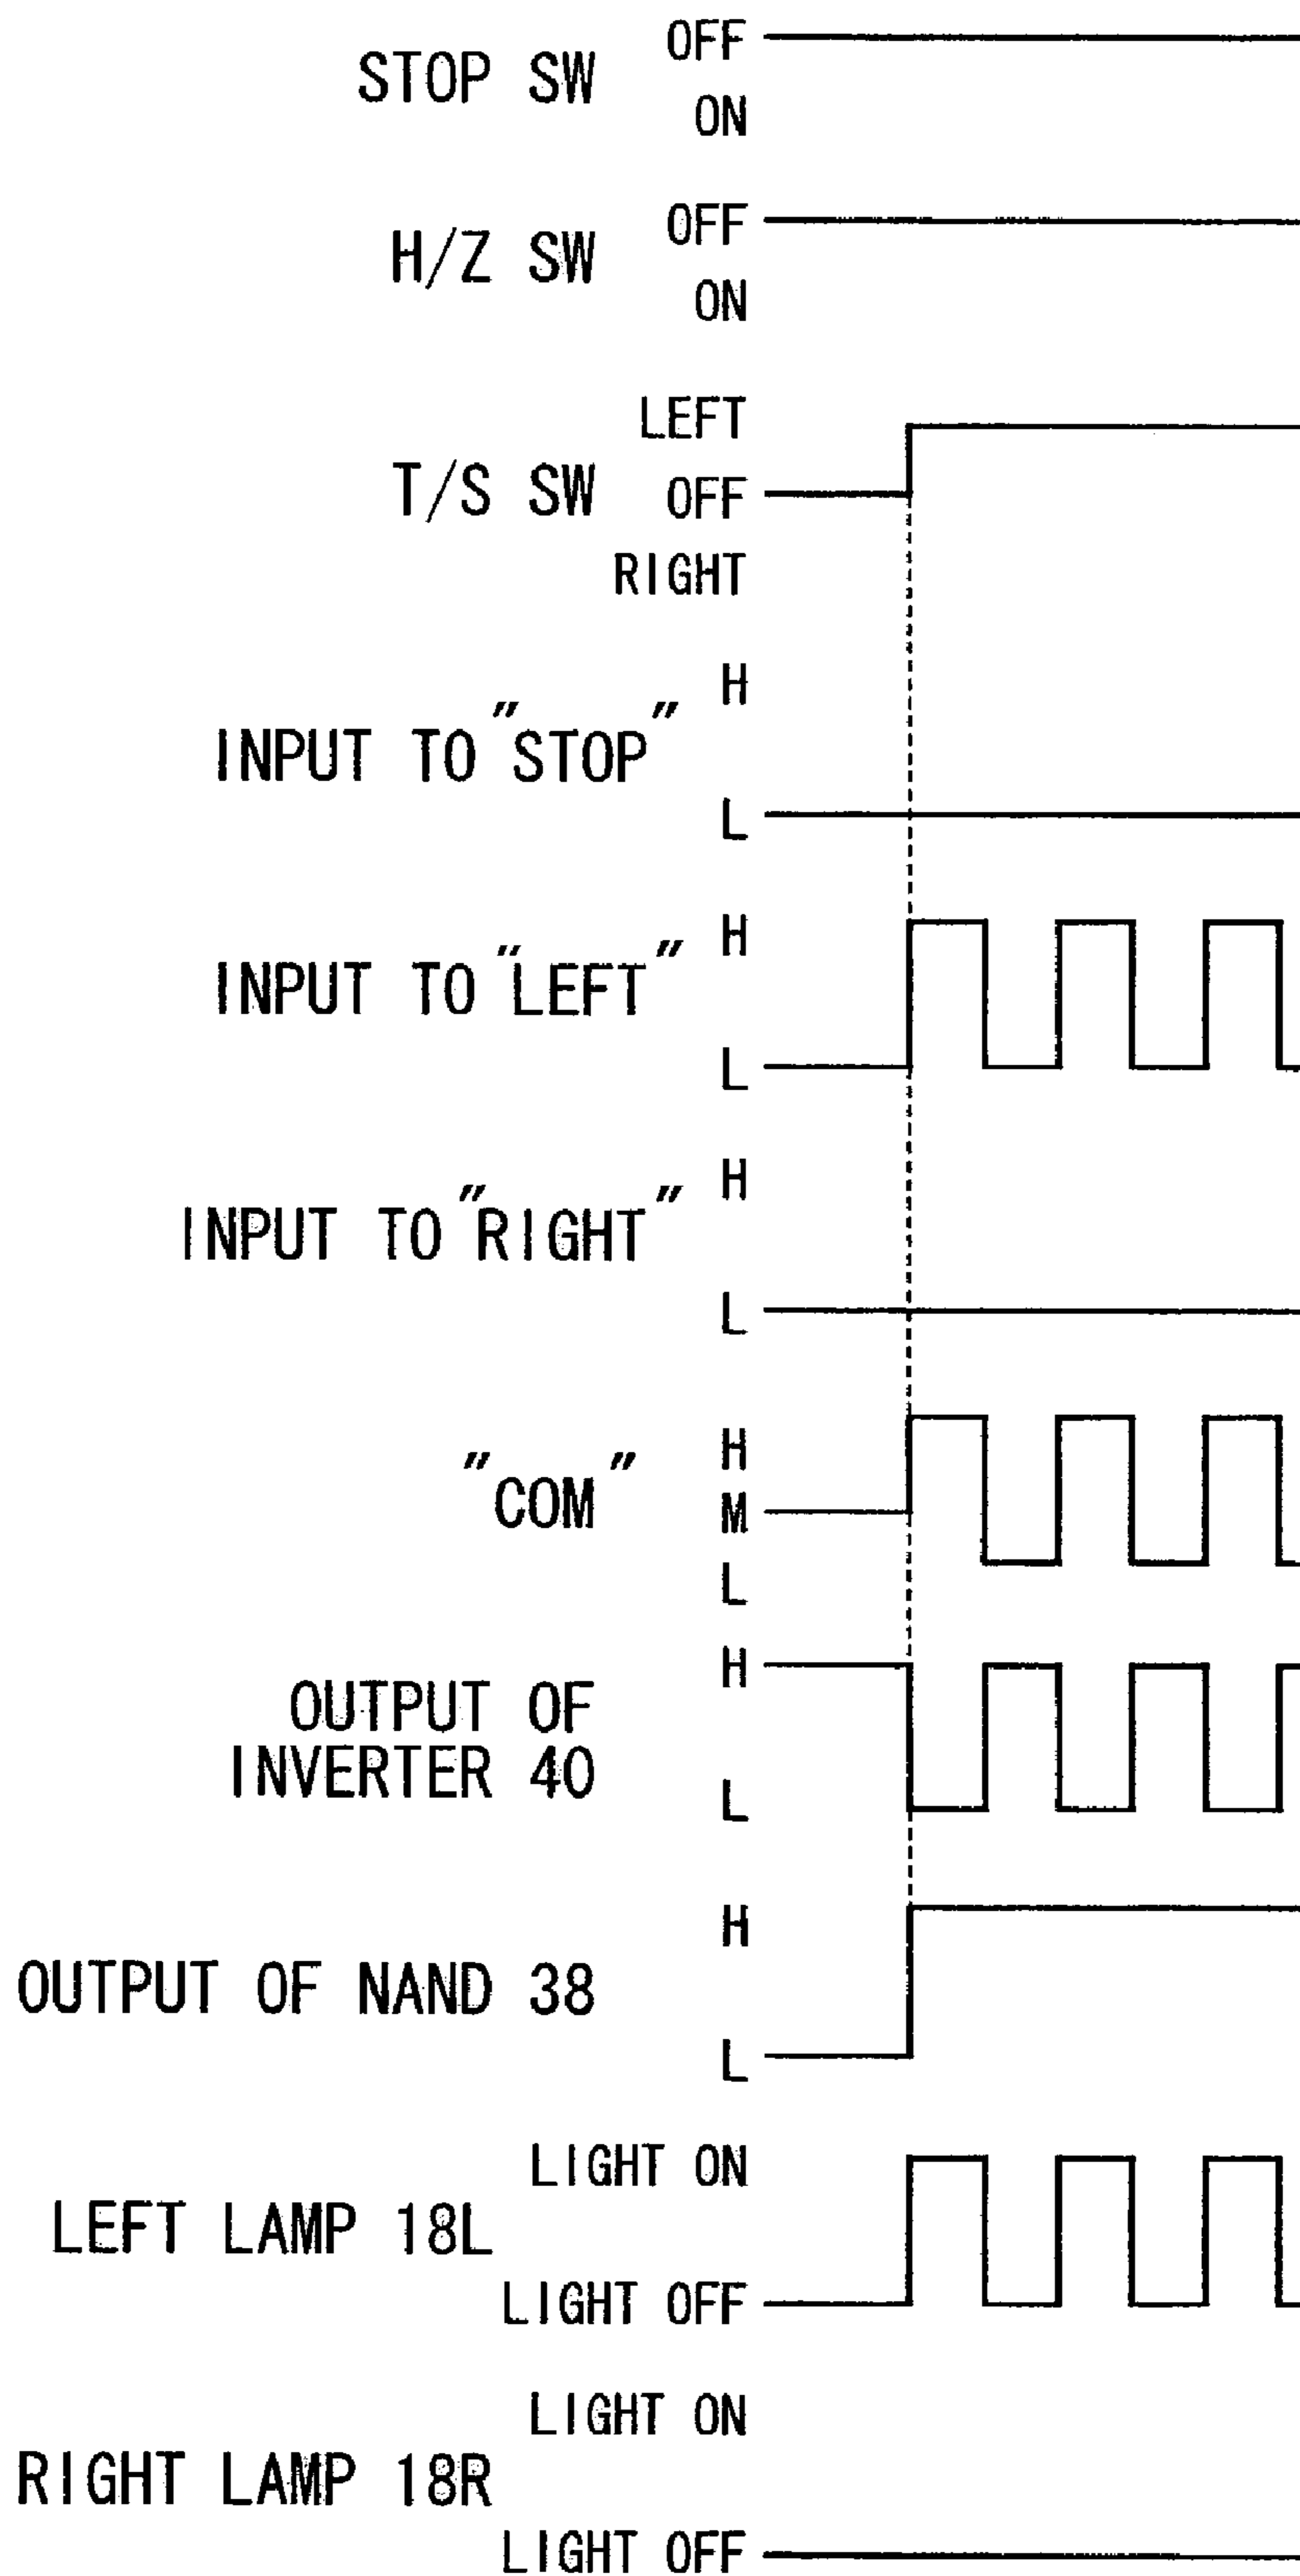 STOP SW
OFF
ON
H/Z SW
OFF
ON
T/S SW
LEFT
OFF
RIGHT
INPUT TO "STOP"
H
L
INPUT TO "LEFT"
H
L
INPUT TO "RIGHT"
H
L
"COM"
H
M
L
OUTPUT OF
INVERTER 40
H
L
OUTPUT OF NAND 38
H
L
LEFT LAMP 18L
LIGHT ON
LIGHT OFF
RIGHT LAMP 18R
LIGHT ON
LIGHT OFF